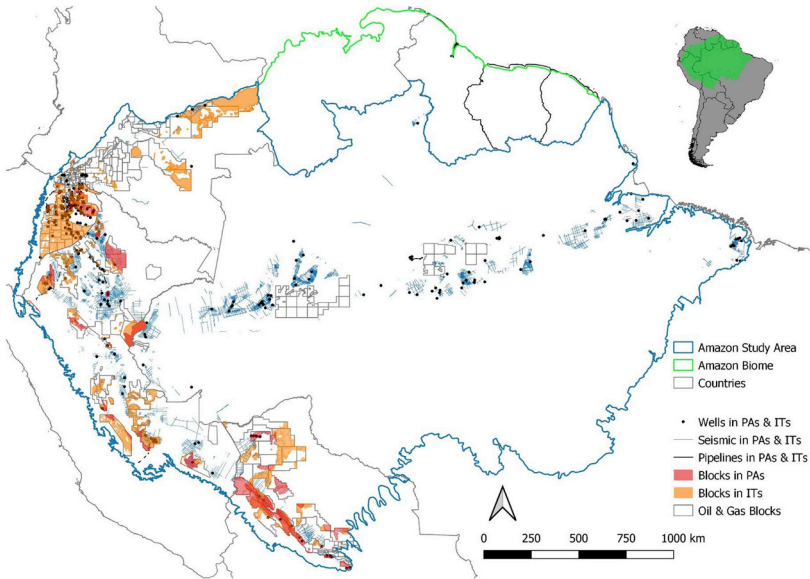 Amazon Study Area
Amazon Biome
Countries
Wells in PAs & ITs
Seismic in PAs & ITs
Pipelines in PAs & ITs
Blocks in PAs
Blocks in ITs
Oil & Gas Blocks
0 250 500 750 1000 km